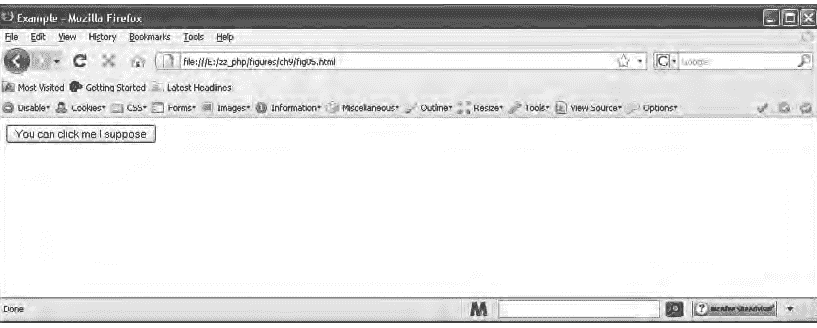 Example - Mozilla Firefox
File Edit View History Bookmarks Tools Help
file:///E:/zz_php/figures/ch9/fig05.html
C Google
Most Visited Getting Started Latest Headlines
Disable Cookies CSS Forms Images Information Miscellaneous Outline Resize Tools View Source Options
You can click me I suppose
Done M